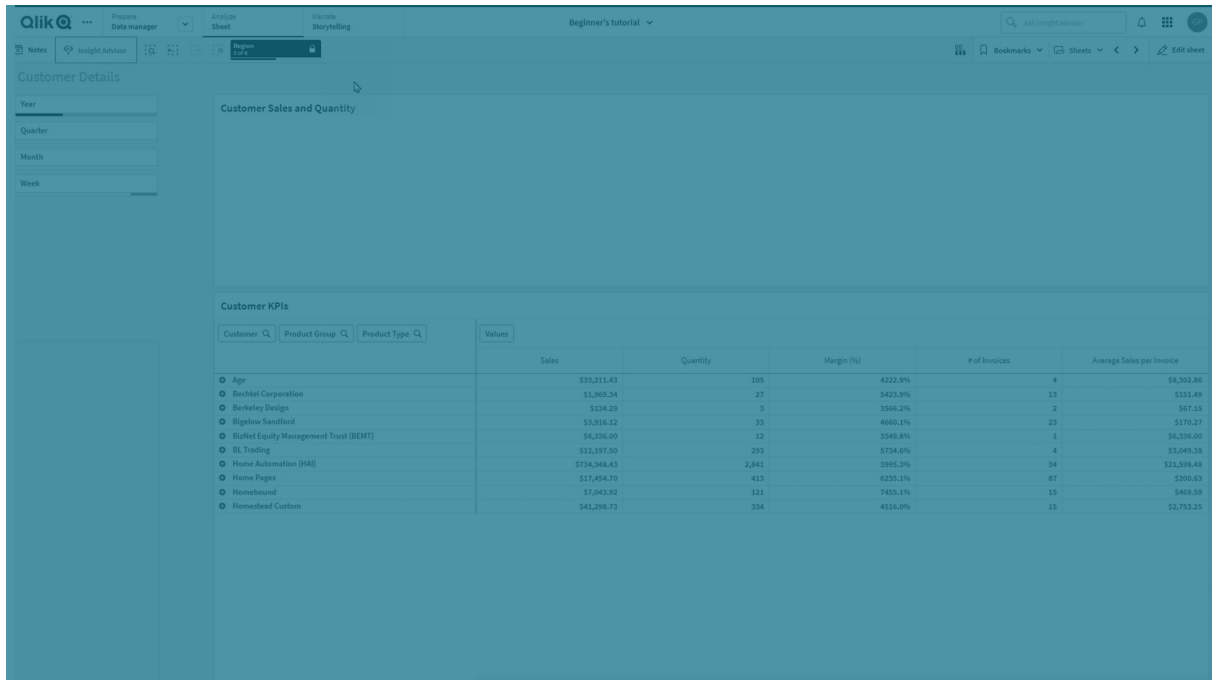 Qlik
Prepare
Data manager
Analyze
Sheet
Narrate
Storytelling
Beginner's tutorial
Ask Insight Advisor
Notes
Insight Advisor
Region
3 of 6
Bookmarks
Sheets
Edit sheet
Customer Details
Year
Quarter
Month
Week
Customer Sales and Quantity
Customer KPIs
Customer Product Group Product Type Values
Sales Quantity Margin (%) # of Invoices Average Sales per Invoice
Age $33,211.43 105 4222.9% 4 $8,302.86
Bechtel Corporation $1,969.34 27 5423.9% 13 $151.49
Berkeley Design $134.29 3 3566.2% 2 $67.15
Bigelow Sandford $3,916.12 33 4660.1% 23 $170.27
BizNet Equity Management Trust (BEMT) $6,336.00 12 3549.8% 1 $6,336.00
BL Trading $12,197.50 293 5734.6% 4 $3,049.38
Home Automation (HAI) $734,348.43 2,841 3995.3% 34 $21,598.48
Home Pages $17,454.70 413 6235.1% 87 $200.63
Homebound $7,043.92 121 7455.1% 15 $469.59
Homestead Custom $41,298.73 334 4516.0% 15 $2,753.25